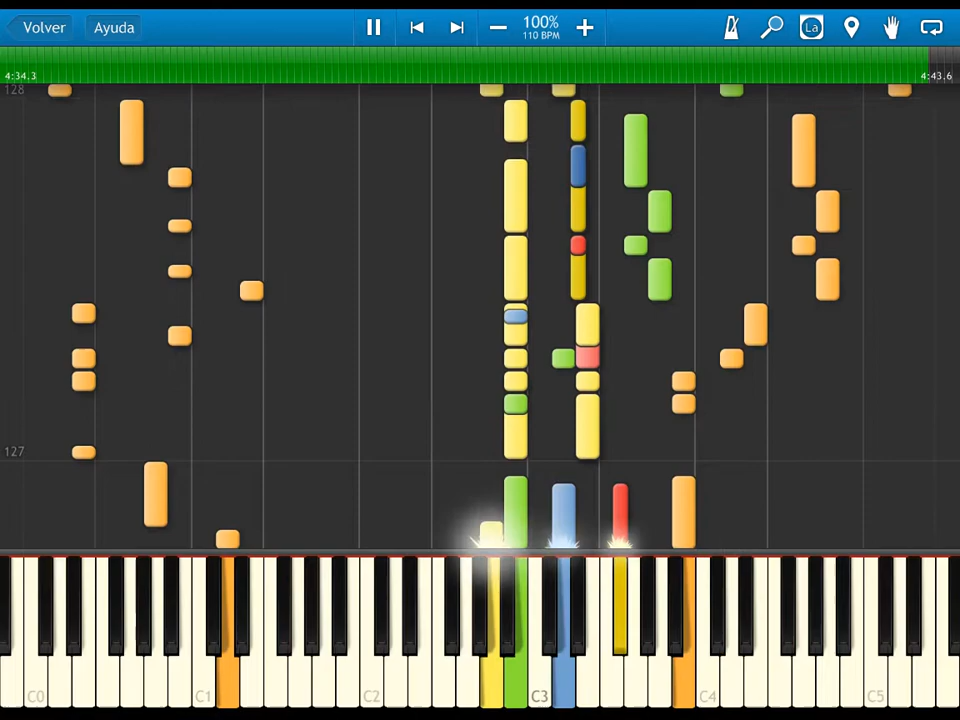 Volver
Ayuda
100%
110 BPM
La
4:34.3
4:43.6
128
127
C0
C1
C2
C3
C4
C5